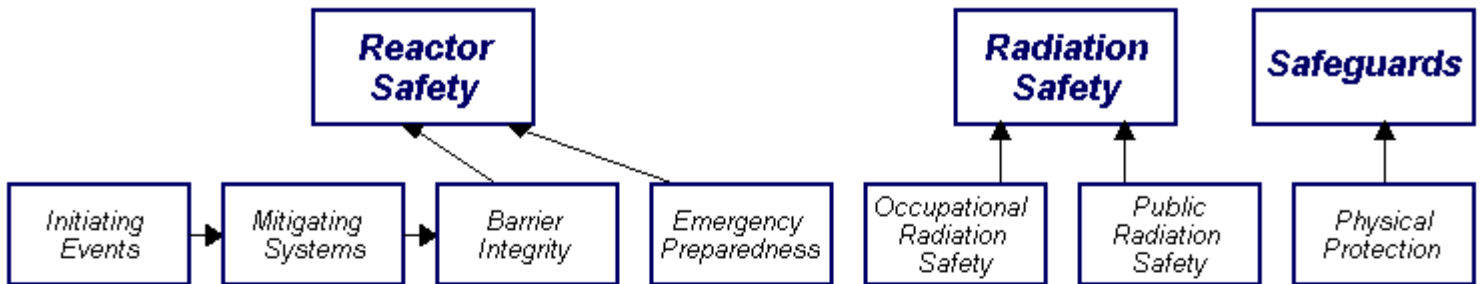 Reactor
Safety
Radiation
Safety
Safeguards
Initiating
Events
Mitigating
Systems
Barrier
Integrity
Emergency
Preparedness
Occupational
Radiation
Safety
Public
Radiation
Safety
Physical
Protection